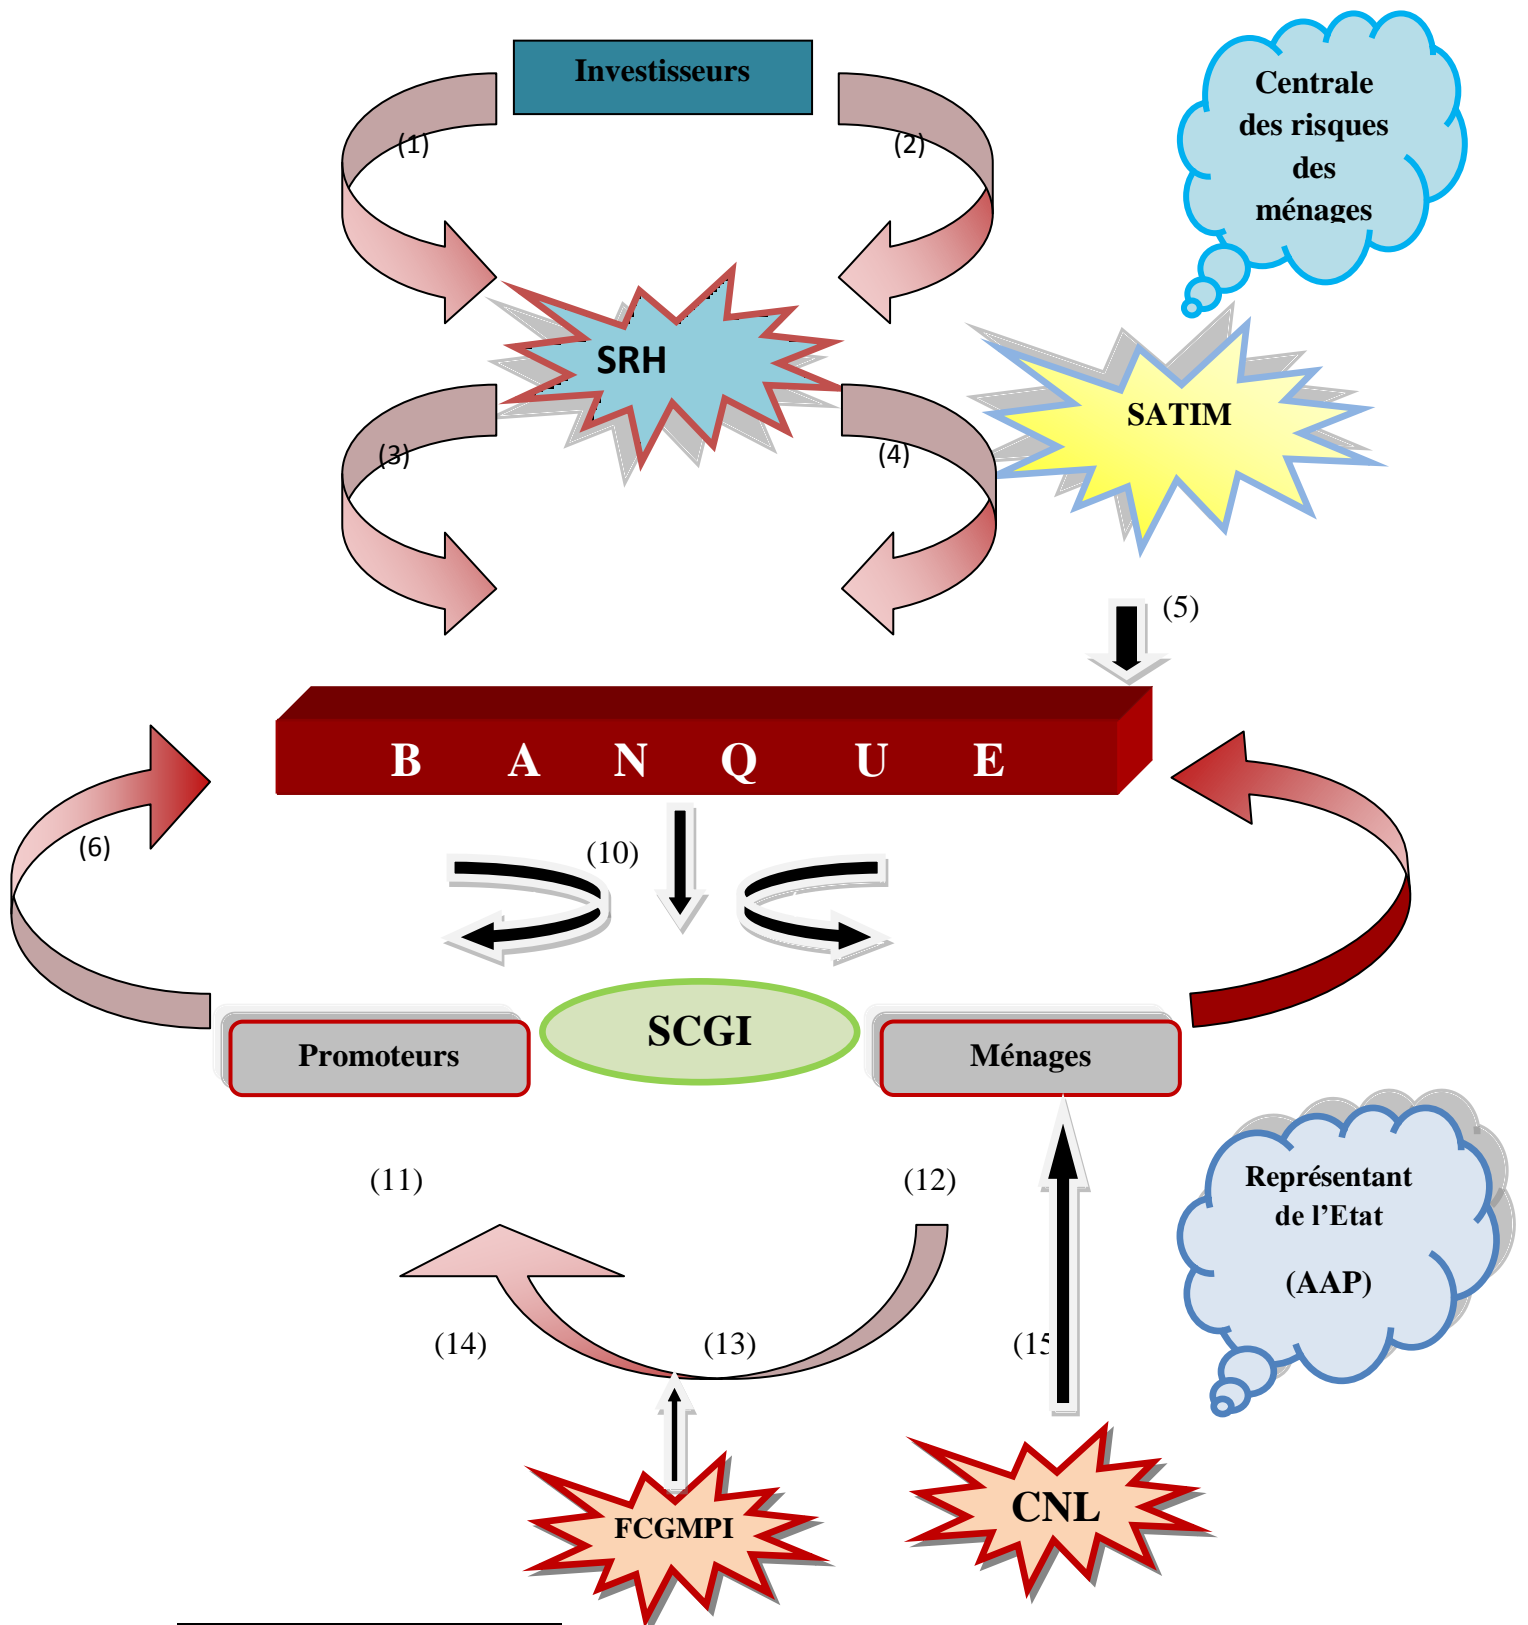 Investisseurs
Centrale
des risques
des
ménages
(1)
(2)
SRH
SATIM
(3)
(4)
(5)
B A N Q U E
(6)
(10)
Promoteurs
SCGI
Ménages
Représentant
de l’Etat
(AAP)
(11)
(12)
(14)
(13)
(15
FCGMPI
CNL